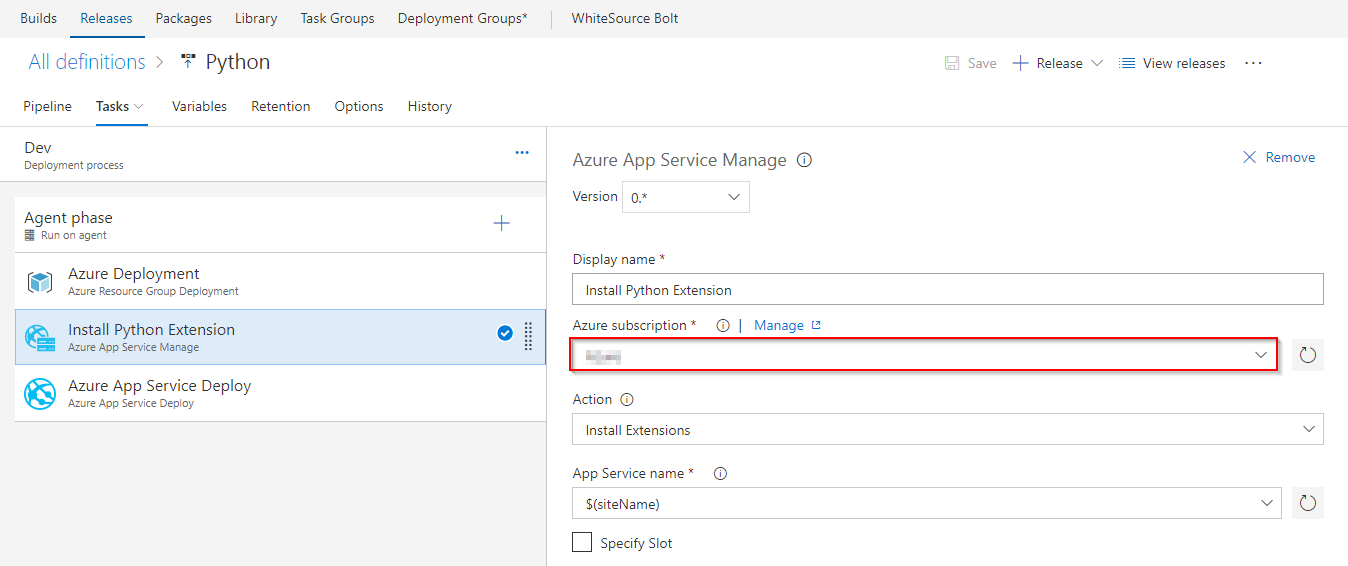 Builds Releases Packages Library Task Groups Deployment Groups* WhiteSource Bolt
All definitions > Python Save Release View releases ...
Pipeline Tasks Variables Retention Options History
Dev
Deployment process
Agent phase
Run on agent
Azure Deployment
Azure Resource Group Deployment
Install Python Extension
Azure App Service Manage
Azure App Service Deploy
Azure App Service Deploy
Azure App Service Manage Remove
Version 0.*
Display name *
Install Python Extension
Azure subscription * | Manage
Action
Install Extensions
App Service name *
$(siteName)
Specify Slot